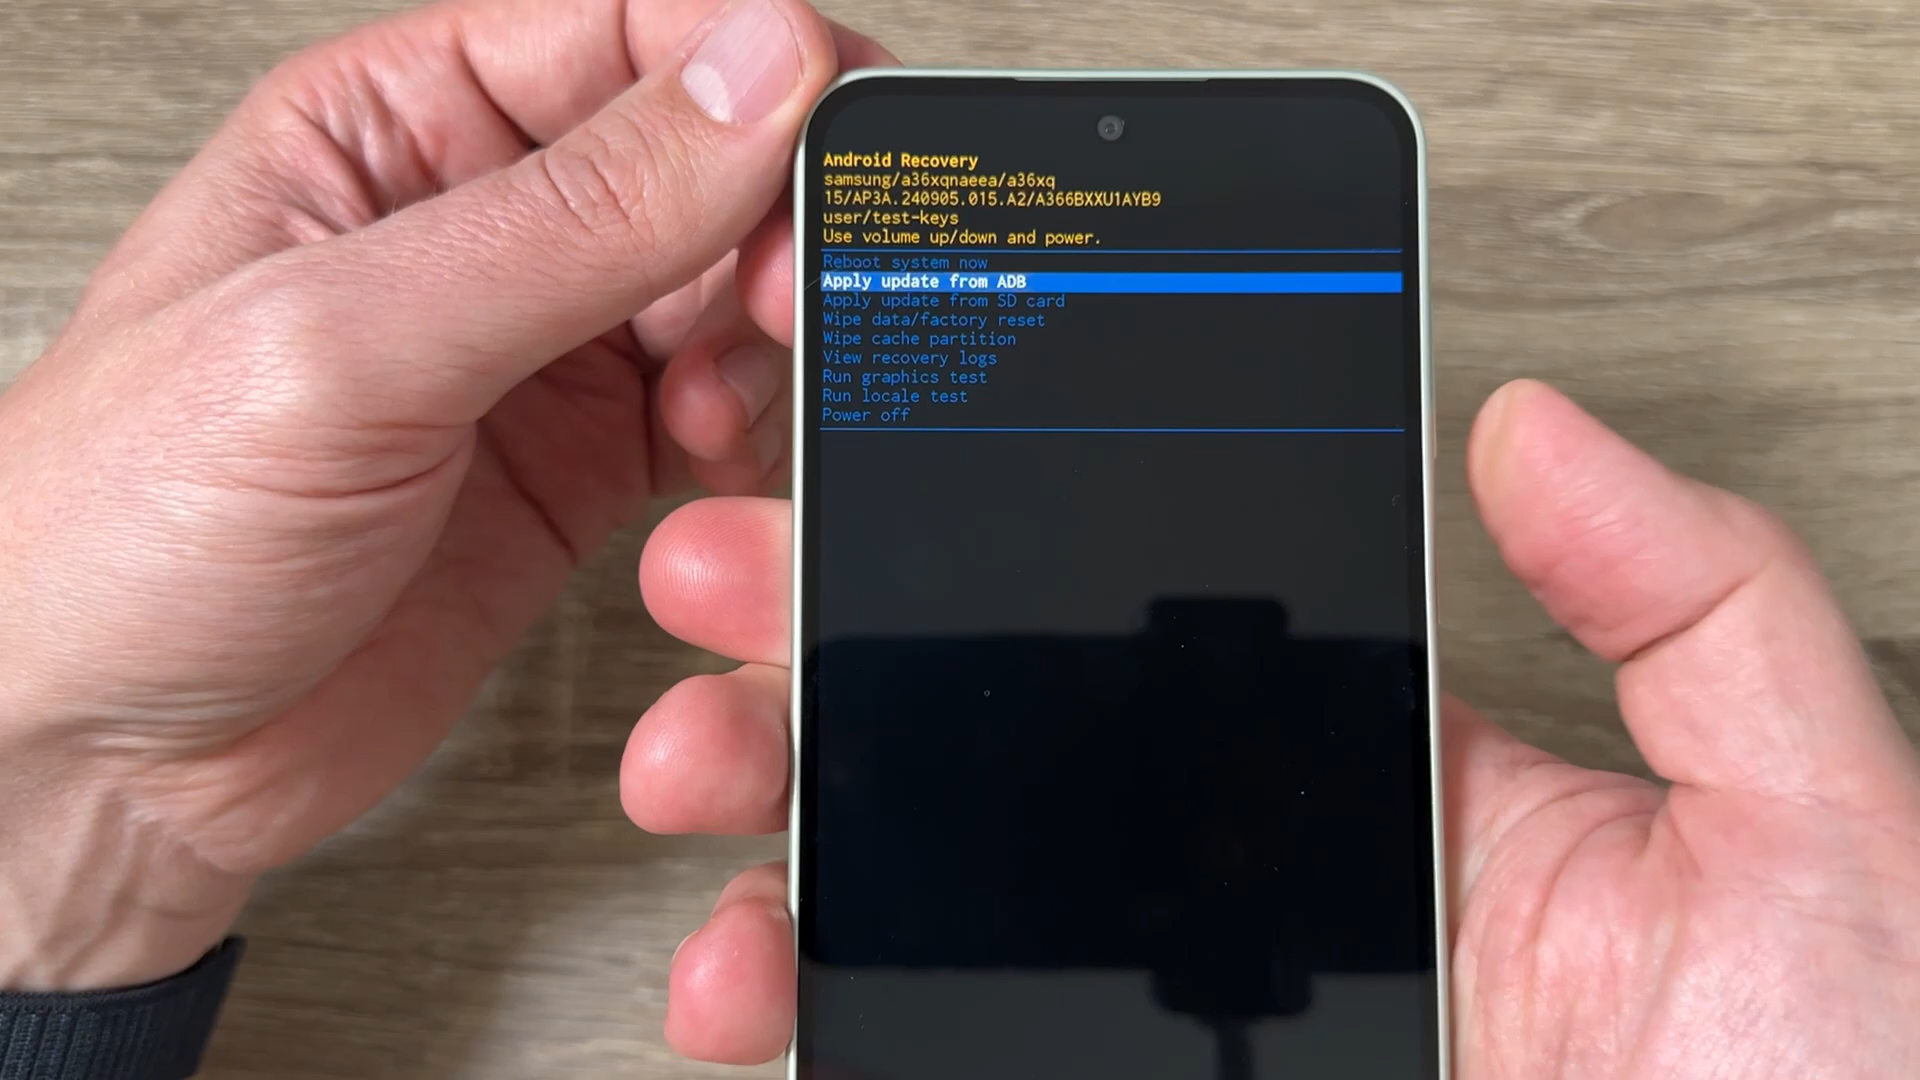 Android Recovery
samsung/a36xqnaeea/a36xq
15/AP3A.240905.015.A2/A366BXXU1AYB9
user/test-keys
Use volume up/down and power.
Reboot system now
Apply update from ADB
Apply update from SD card
Wipe data/factory reset
Wipe cache partition
View recovery logs
Run graphics test
Run locale test
Power off